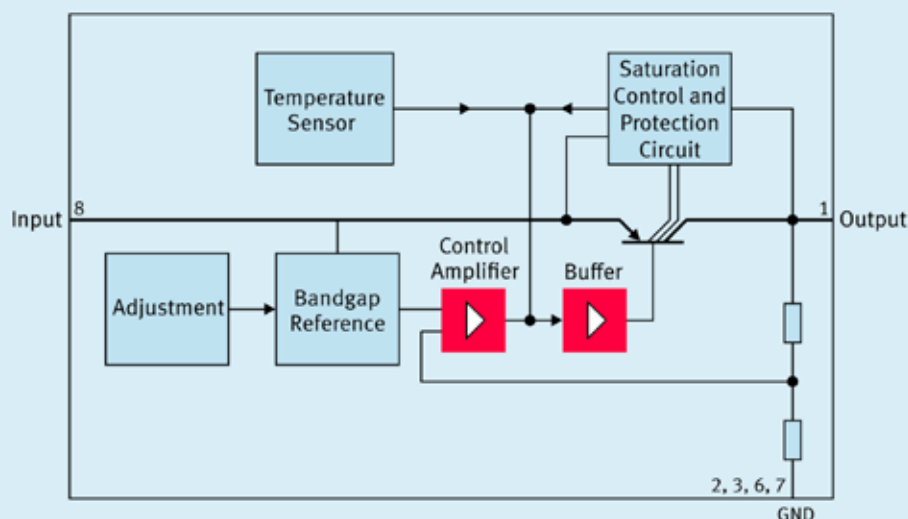 Temperature
Sensor
Saturation
Control and
Protection
Circuit
Input
8
1
Output
Control
Amplifier
Buffer
Adjustment
Bandgap
Reference
2, 3, 6, 7
GND